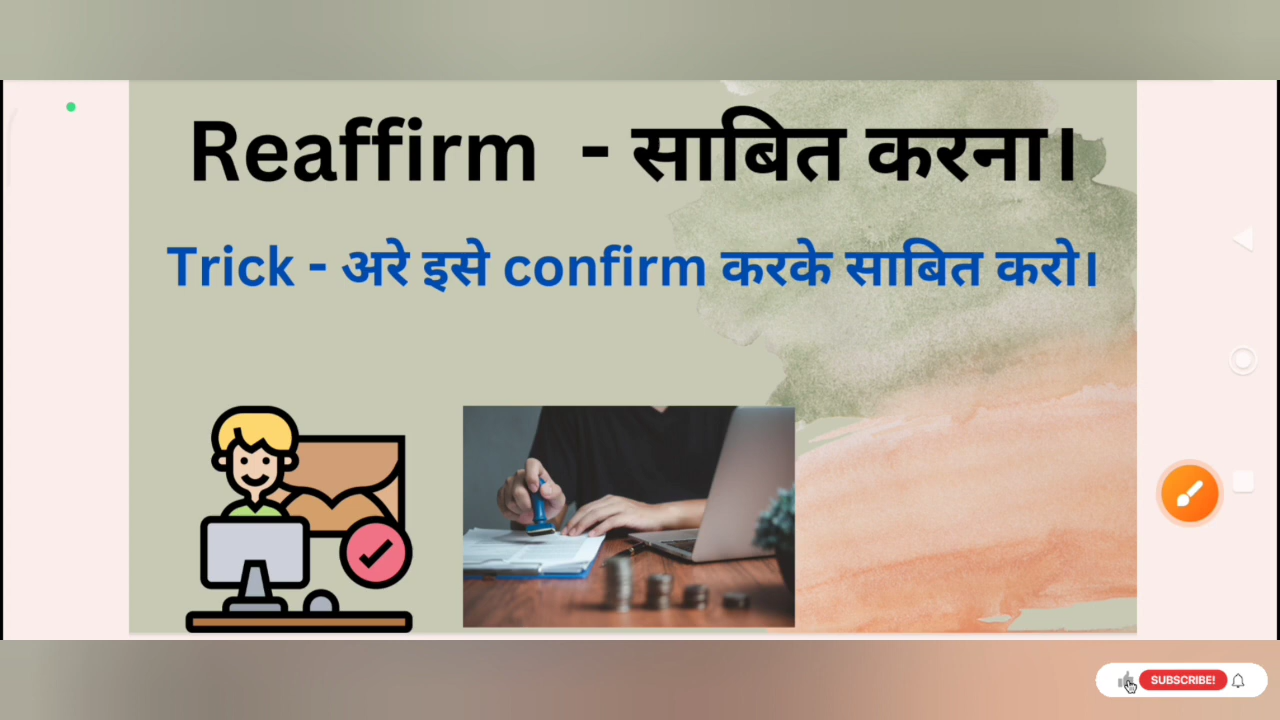 Reaffirm - साबित करना।
Trick - अरे इसे confirm करके साबित करो।
SUBSCRIBE!